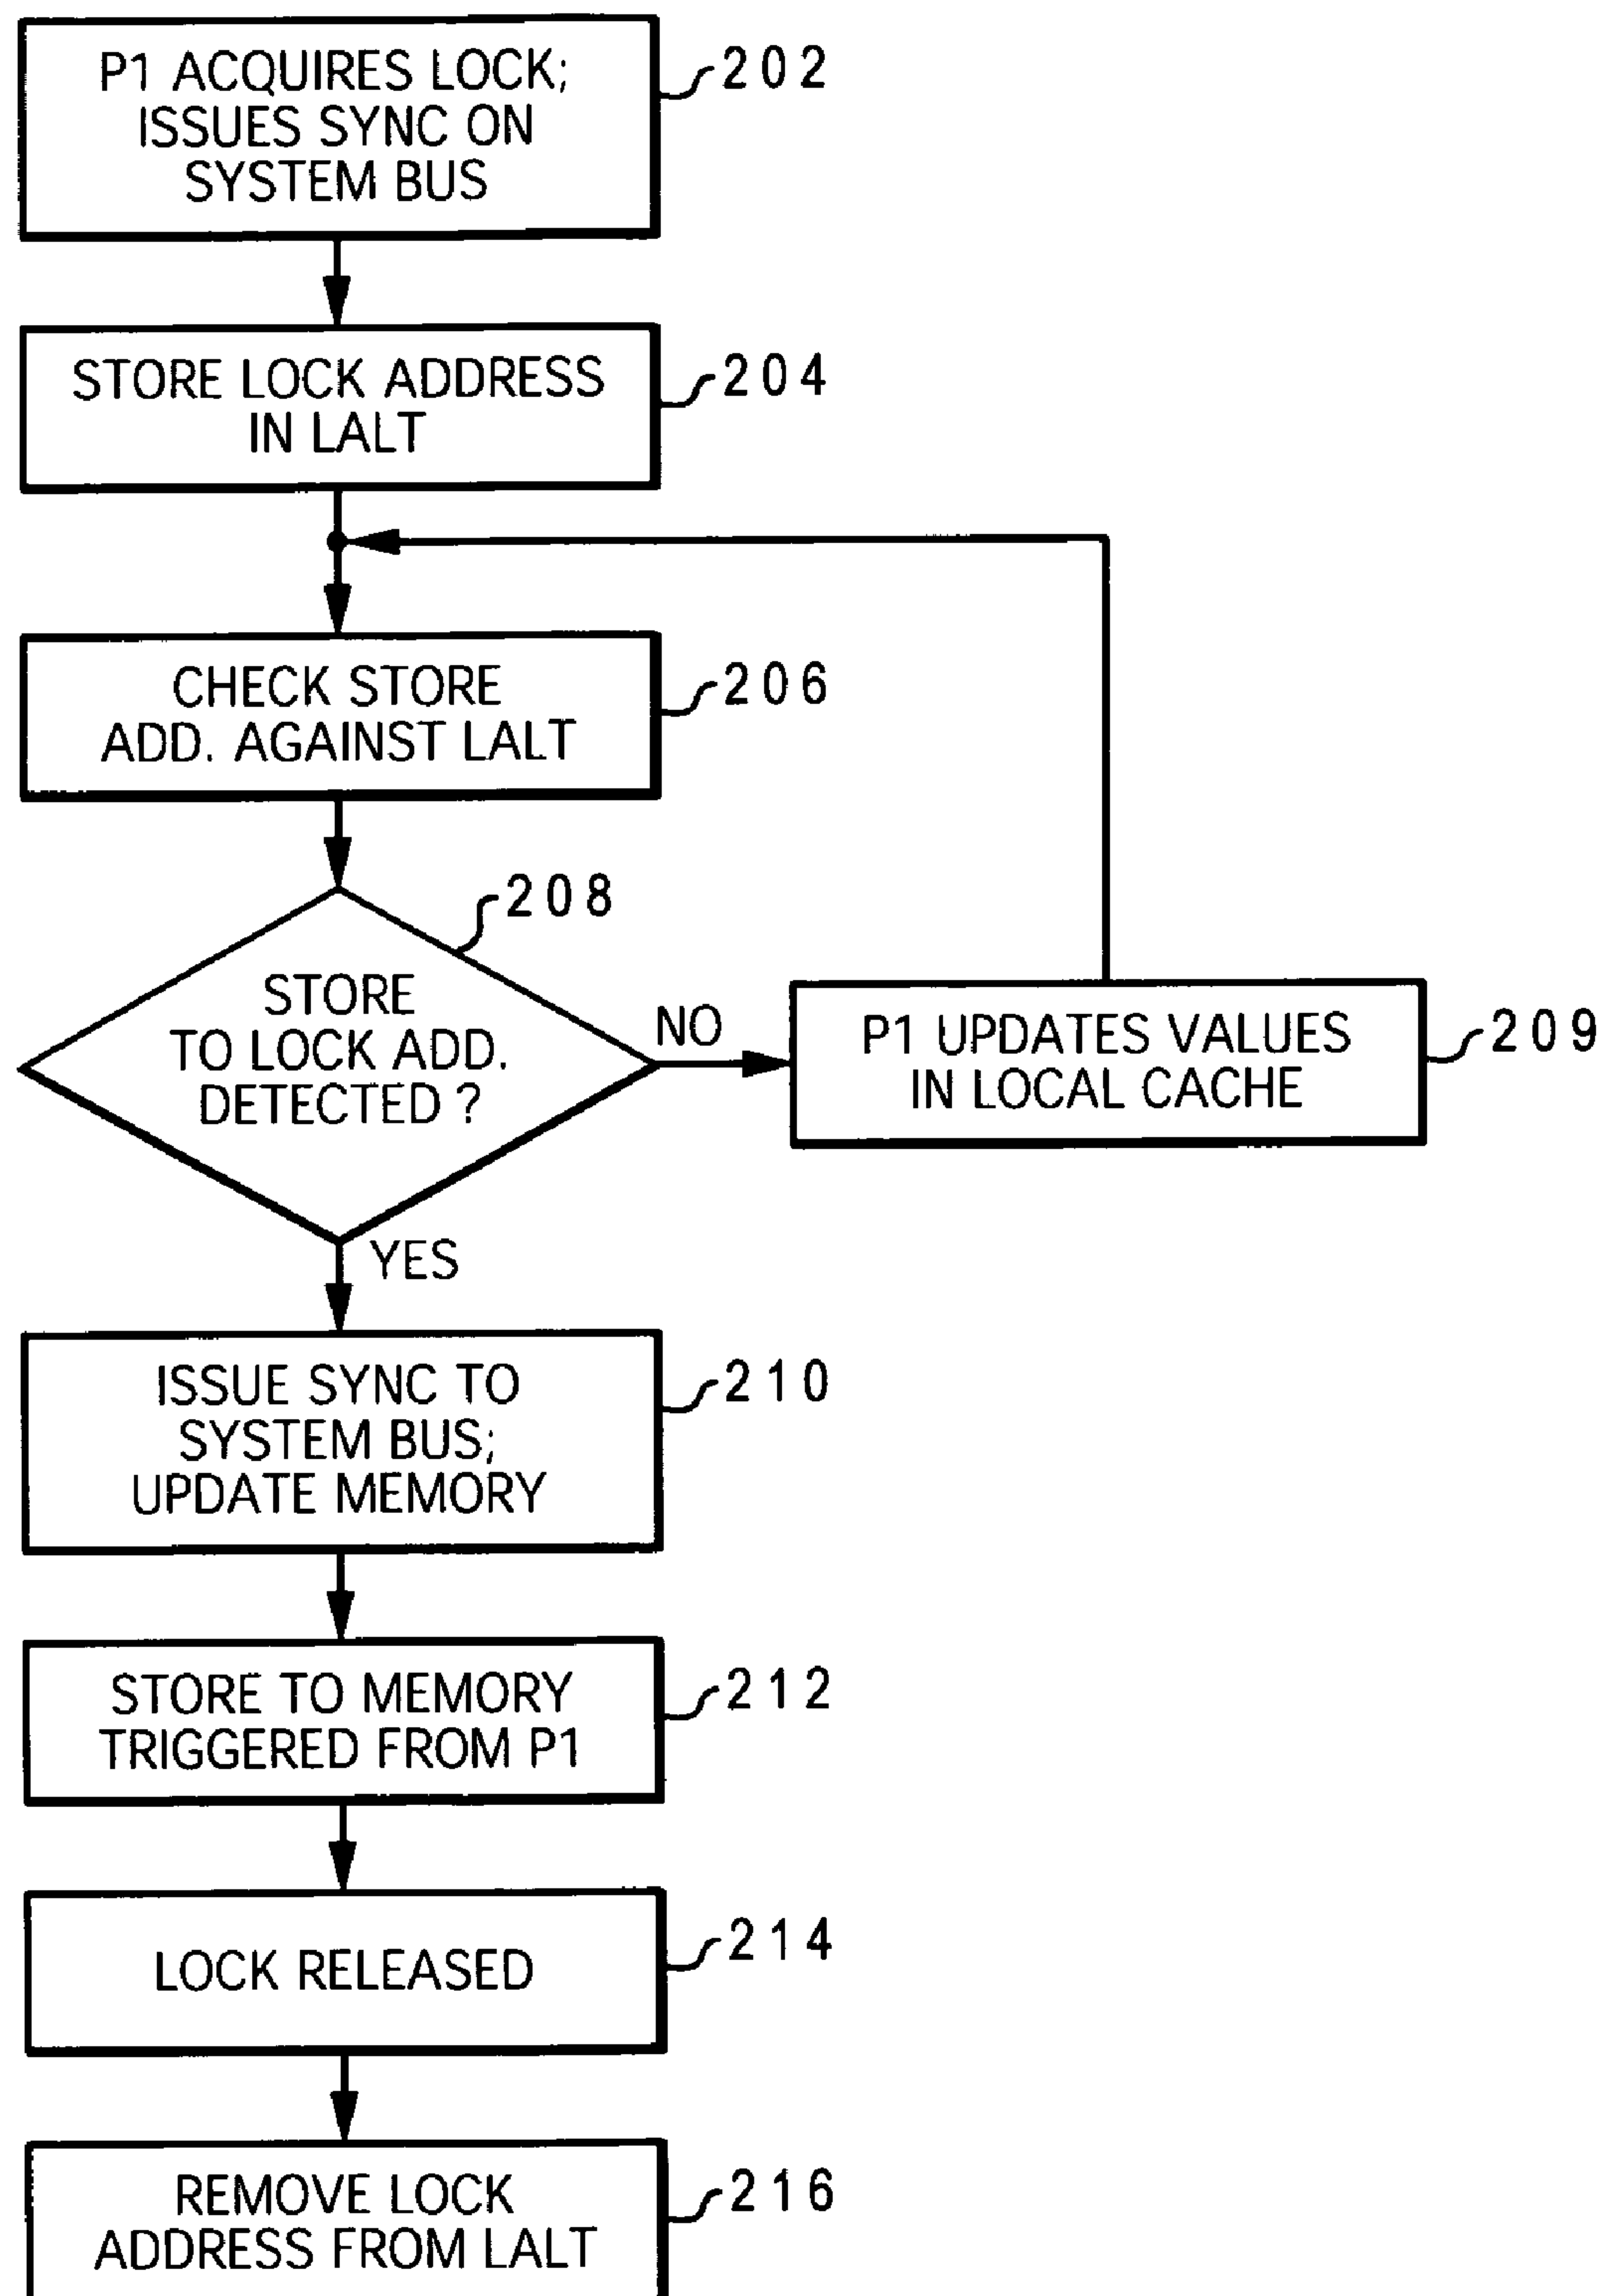 P1 ACQUIRES LOCK;
ISSUES SYNC ON
SYSTEM BUS
202
STORE LOCK ADDRESS
IN LALT
204
CHECK STORE
ADD. AGAINST LALT
206
208
STORE
TO LOCK ADD.
DETECTED ?
NO
P1 UPDATES VALUES
IN LOCAL CACHE
209
YES
ISSUE SYNC TO
SYSTEM BUS;
UPDATE MEMORY
210
STORE TO MEMORY
TRIGGERED FROM P1
212
LOCK RELEASED
214
REMOVE LOCK
ADDRESS FROM LALT
216